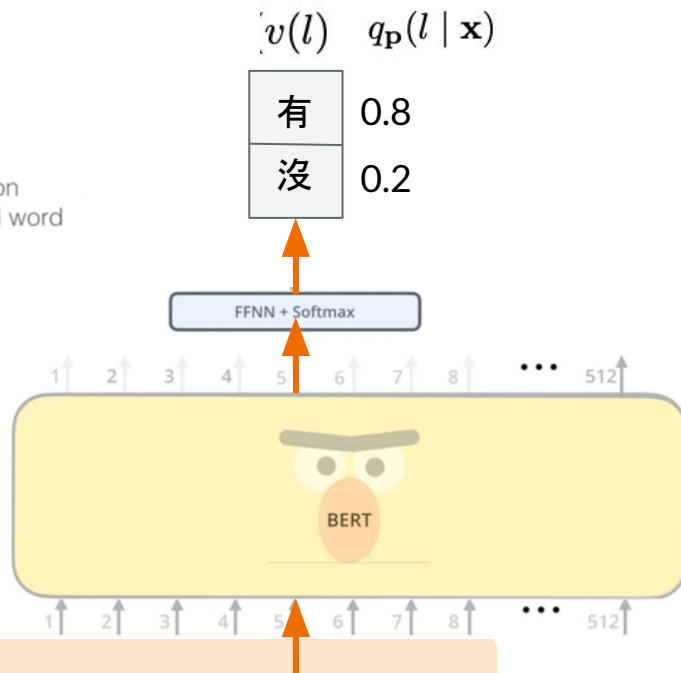 v(l) q_p(l | x)
有 0.8
沒 0.2
on
word
FFNN + Softmax
1 2 3 4 5 6 7 8 ••• 512
BERT
1 2 3 4 5 6 7 8 ••• 512